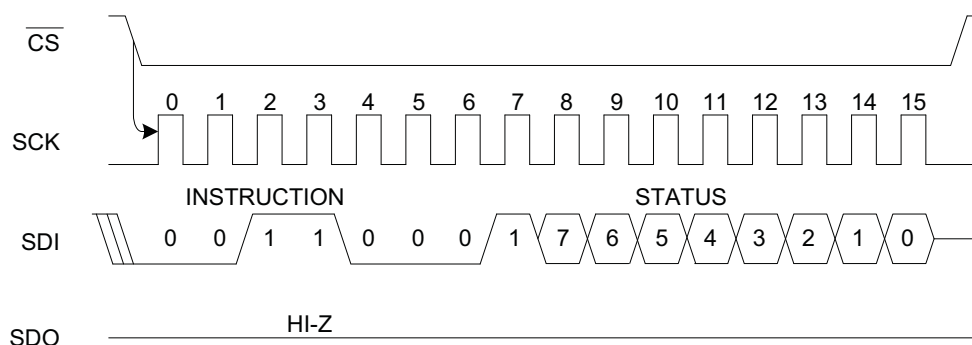 CS
0 1 2 3 4 5 6 7 8 9 10 11 12 13 14 15
SCK
INSTRUCTION STATUS
SDI 0 0 1 1 0 0 0 1 7 6 5 4 3 2 1 0
HI-Z
SDO